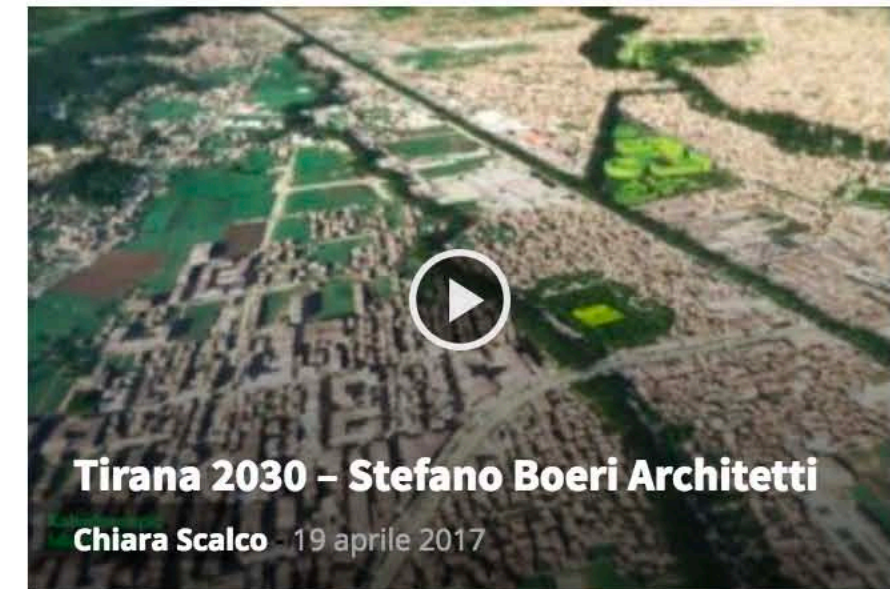 Tirana 2030 – Stefano Boeri Architetti
Chiara Scalco - 19 aprile 2017